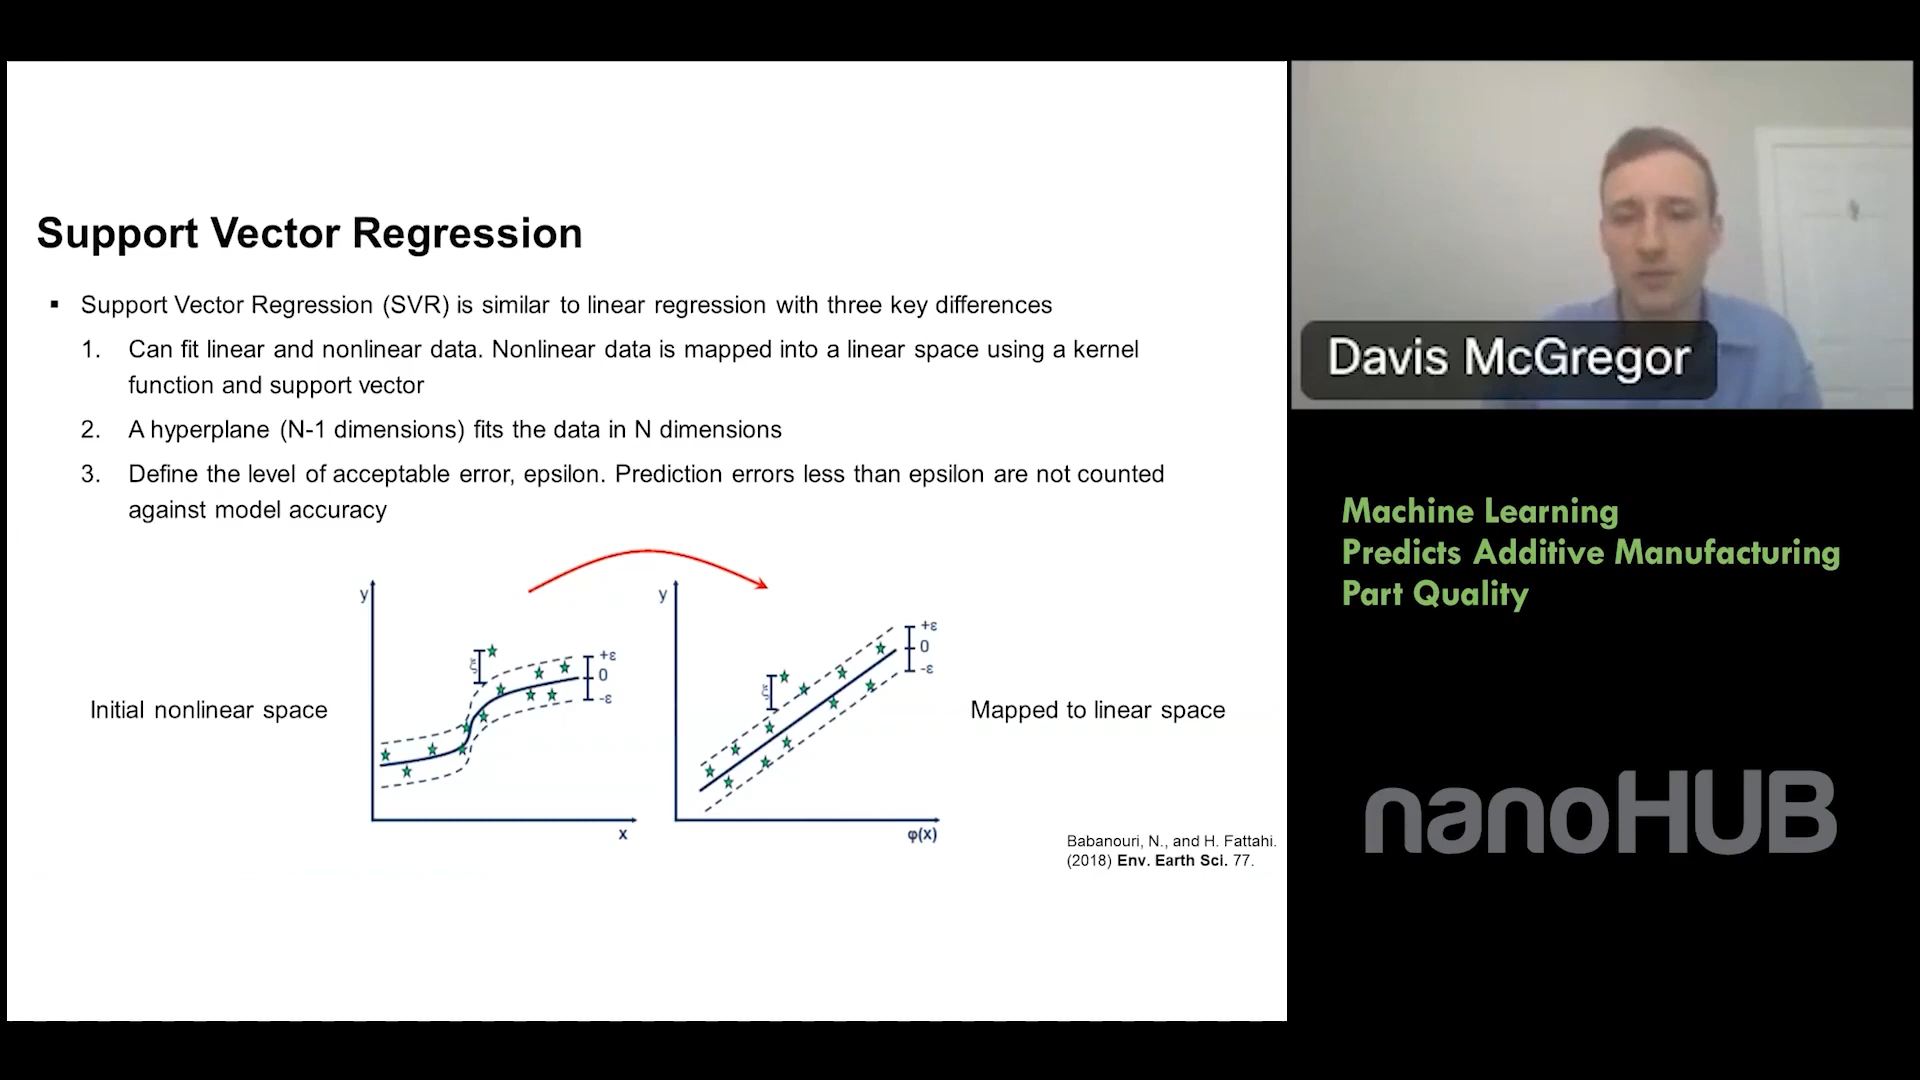 Support Vector Regression
▪ Support Vector Regression (SVR) is similar to linear regression with three key differences
1. Can fit linear and nonlinear data. Nonlinear data is mapped into a linear space using a kernel
function and support vector
2. A hyperplane (N-1 dimensions) fits the data in N dimensions
3. Define the level of acceptable error, epsilon. Prediction errors less than epsilon are not counted
against model accuracy
Initial nonlinear space
y
ξ
+ε
0
-ε
x
y
ξ
+ε
0
-ε
φ(x)
Mapped to linear space
Babanouri, N., and H. Fattahi.
(2018) Env. Earth Sci. 77.
Davis McGregor
Machine Learning
Predicts Additive Manufacturing
Part Quality
nanoHUB